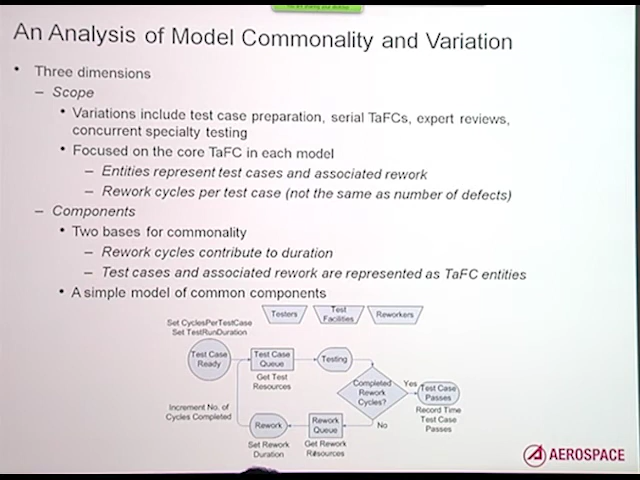 An Analysis of Model Commonality and Variation
• Three dimensions
– Scope
• Variations include test case preparation, serial TaFCs, expert reviews,
concurrent specialty testing
• Focused on the core TaFC in each model
– Entities represent test cases and associated rework
– Rework cycles per test case (not the same as number of defects)
– Components
• Two bases for commonality
– Rework cycles contribute to duration
– Test cases and associated rework are represented as TaFC entities
• A simple model of common components
Testers
Test
Facilities
Reworkers
Set CyclesPerTestCase
Set TestRunDuration
Test Case
Ready
Test Case
Queue
Get Test
Resources
Testing
Completed
Rework
Cycles?
Yes
Test Case
Passes
Record Time
Test Case
Passes
No
Rework
Queue
Get Rework
Resources
Rework
Set Rework
Duration
Increment No. of
Cycles Completed
AEROSPACE